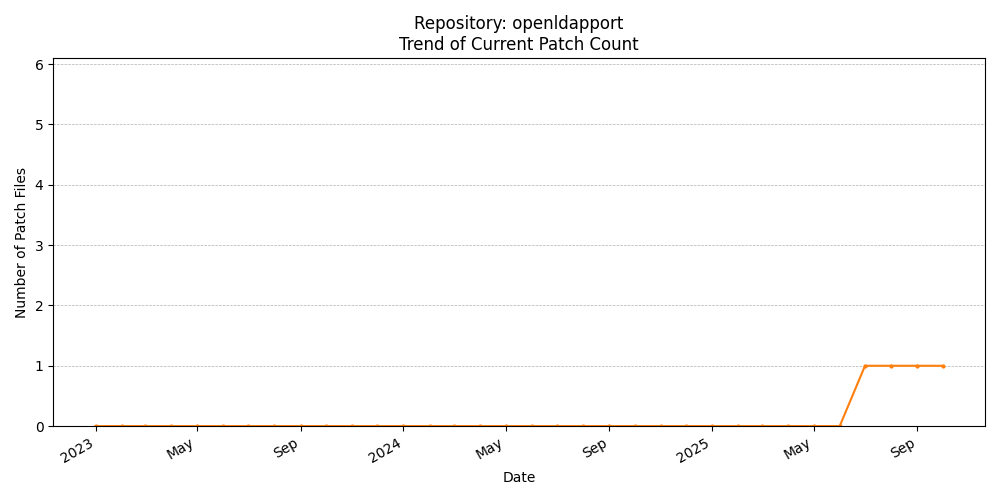 Repository: openldapport
Trend of Current Patch Count
Number of Patch Files
6
5
4
3
2
1
0
2023
May
Sep
2024
May
Sep
2025
May
Sep
Date